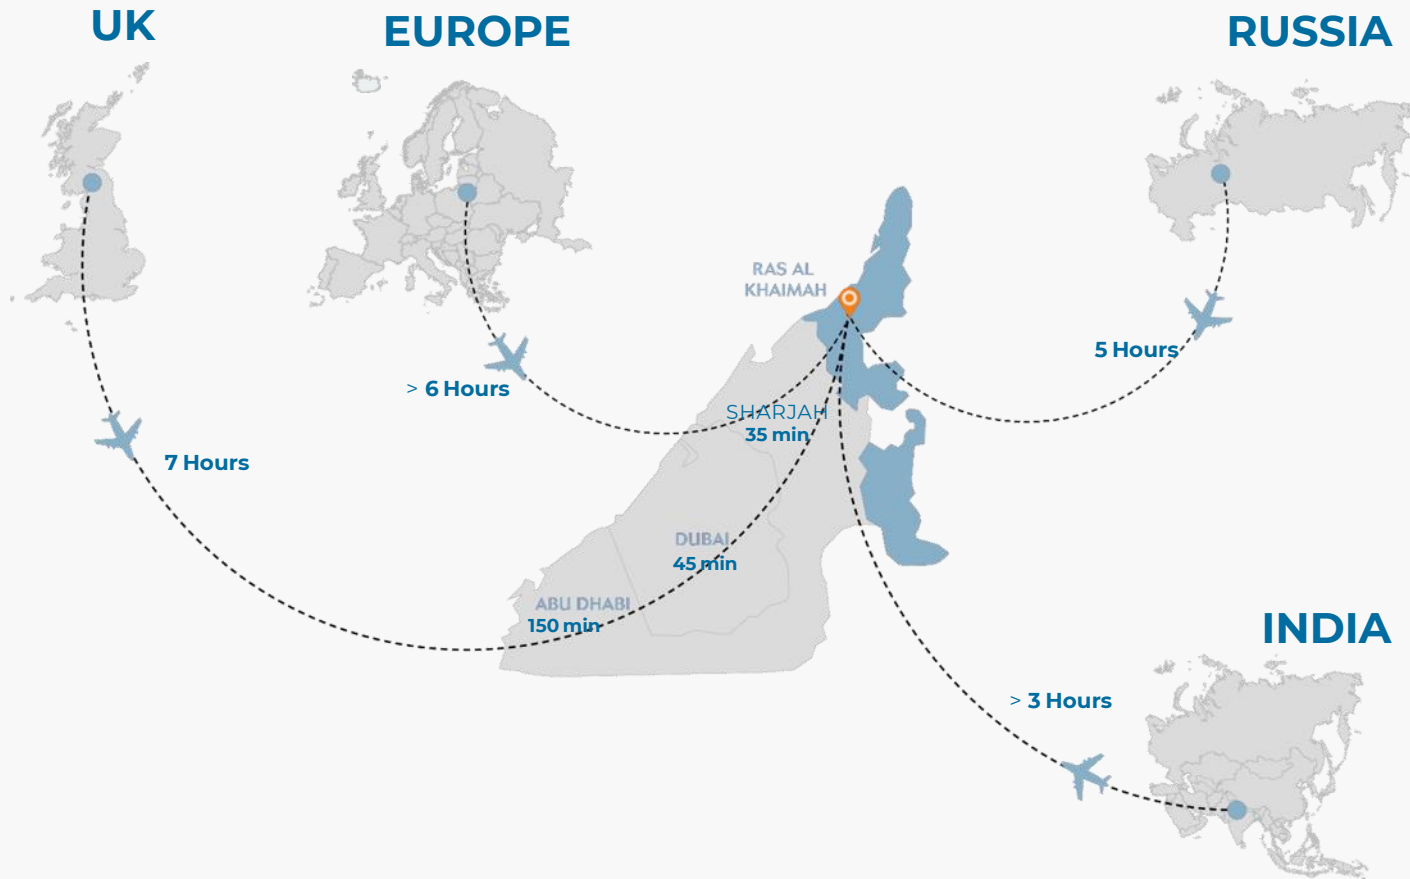 UK
EUROPE
RUSSIA
RAS AL
KHAIMAH
5 Hours
> 6 Hours
SHARJAH
35 min
7 Hours
DUBAI
45 min
ABU DHABI
150 min
INDIA
> 3 Hours